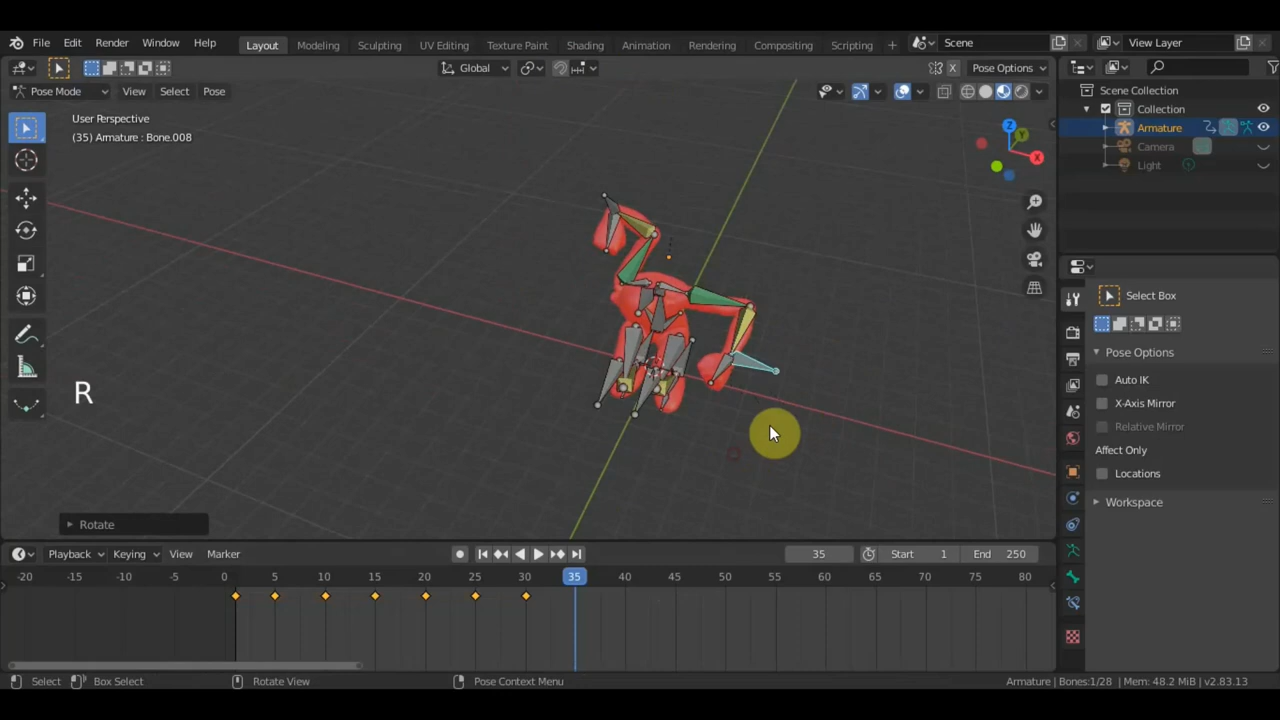 File Edit Render Window Help Layout Modeling Sculpting UV Editing Texture Paint Shading Animation Rendering Compositing Scripting + Scene View Layer
Global X Pose Options
Pose Mode View Select Pose
User Perspective
(35) Armature : Bone.008
Z
Y
X
Scene Collection
Collection
Armature
Camera
Light
Select Box
Pose Options
Auto IK
X-Axis Mirror
Relative Mirror
Affect Only
Locations
Workspace
R
Rotate
Playback Keying View Marker 35 Start 1 End 250
-20 -15 -10 -5 0 5 10 15 20 25 30 35 40 45 50 55 60 65 70 75 80
Select Box Select Rotate View Pose Context Menu Armature | Bones:1/28 | Mem: 48.2 MiB | v2.83.13